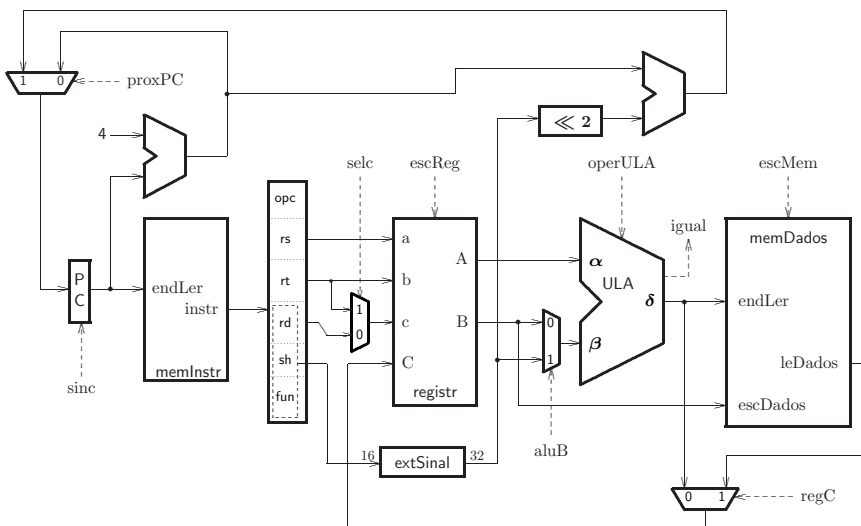 1 0
proxPC
4
≪ 2
selc
escReg
operULA
escMem
opc
igual
memDados
rs
a
A
α
ULA
P
C
endLer
rt
b
δ
endLer
instr
1
rd
c
B
0
0
β
sh
C
1
leDados
sinc
memInstr
fun
registr
escDados
aluB
16
extSinal
32
0 1
regC